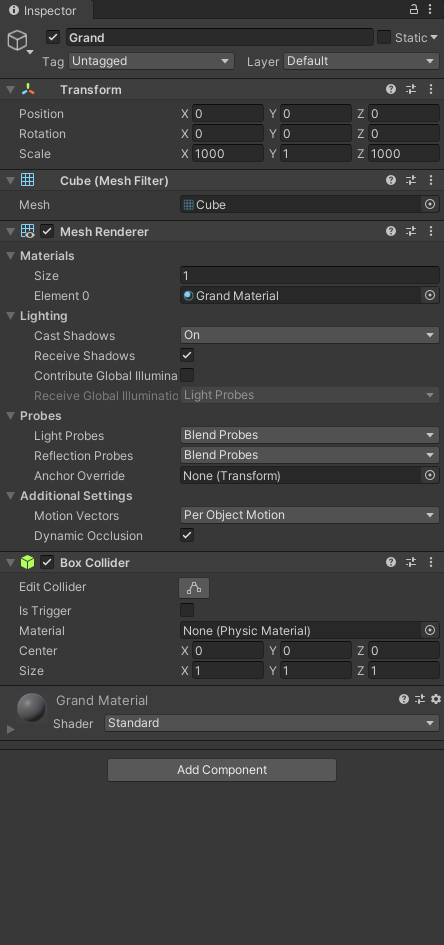 Inspector
Grand Static
Tag Untagged Layer Default
Transform
Position X 0 Y 0 Z 0
Rotation X 0 Y 0 Z 0
Scale X 1000 Y 1 Z 1000
Cube (Mesh Filter)
Mesh Cube
Mesh Renderer
Materials
Size 1
Element 0 Grand Material
Lighting
Cast Shadows On
Receive Shadows
Contribute Global Illumina
Receive Global Illuminatio Light Probes
Probes
Light Probes Blend Probes
Reflection Probes Blend Probes
Anchor Override None (Transform)
Additional Settings
Motion Vectors Per Object Motion
Dynamic Occlusion
Box Collider
Edit Collider
Is Trigger
Material None (Physic Material)
Center X 0 Y 0 Z 0
Size X 1 Y 1 Z 1
Grand Material
Shader Standard
Add Component